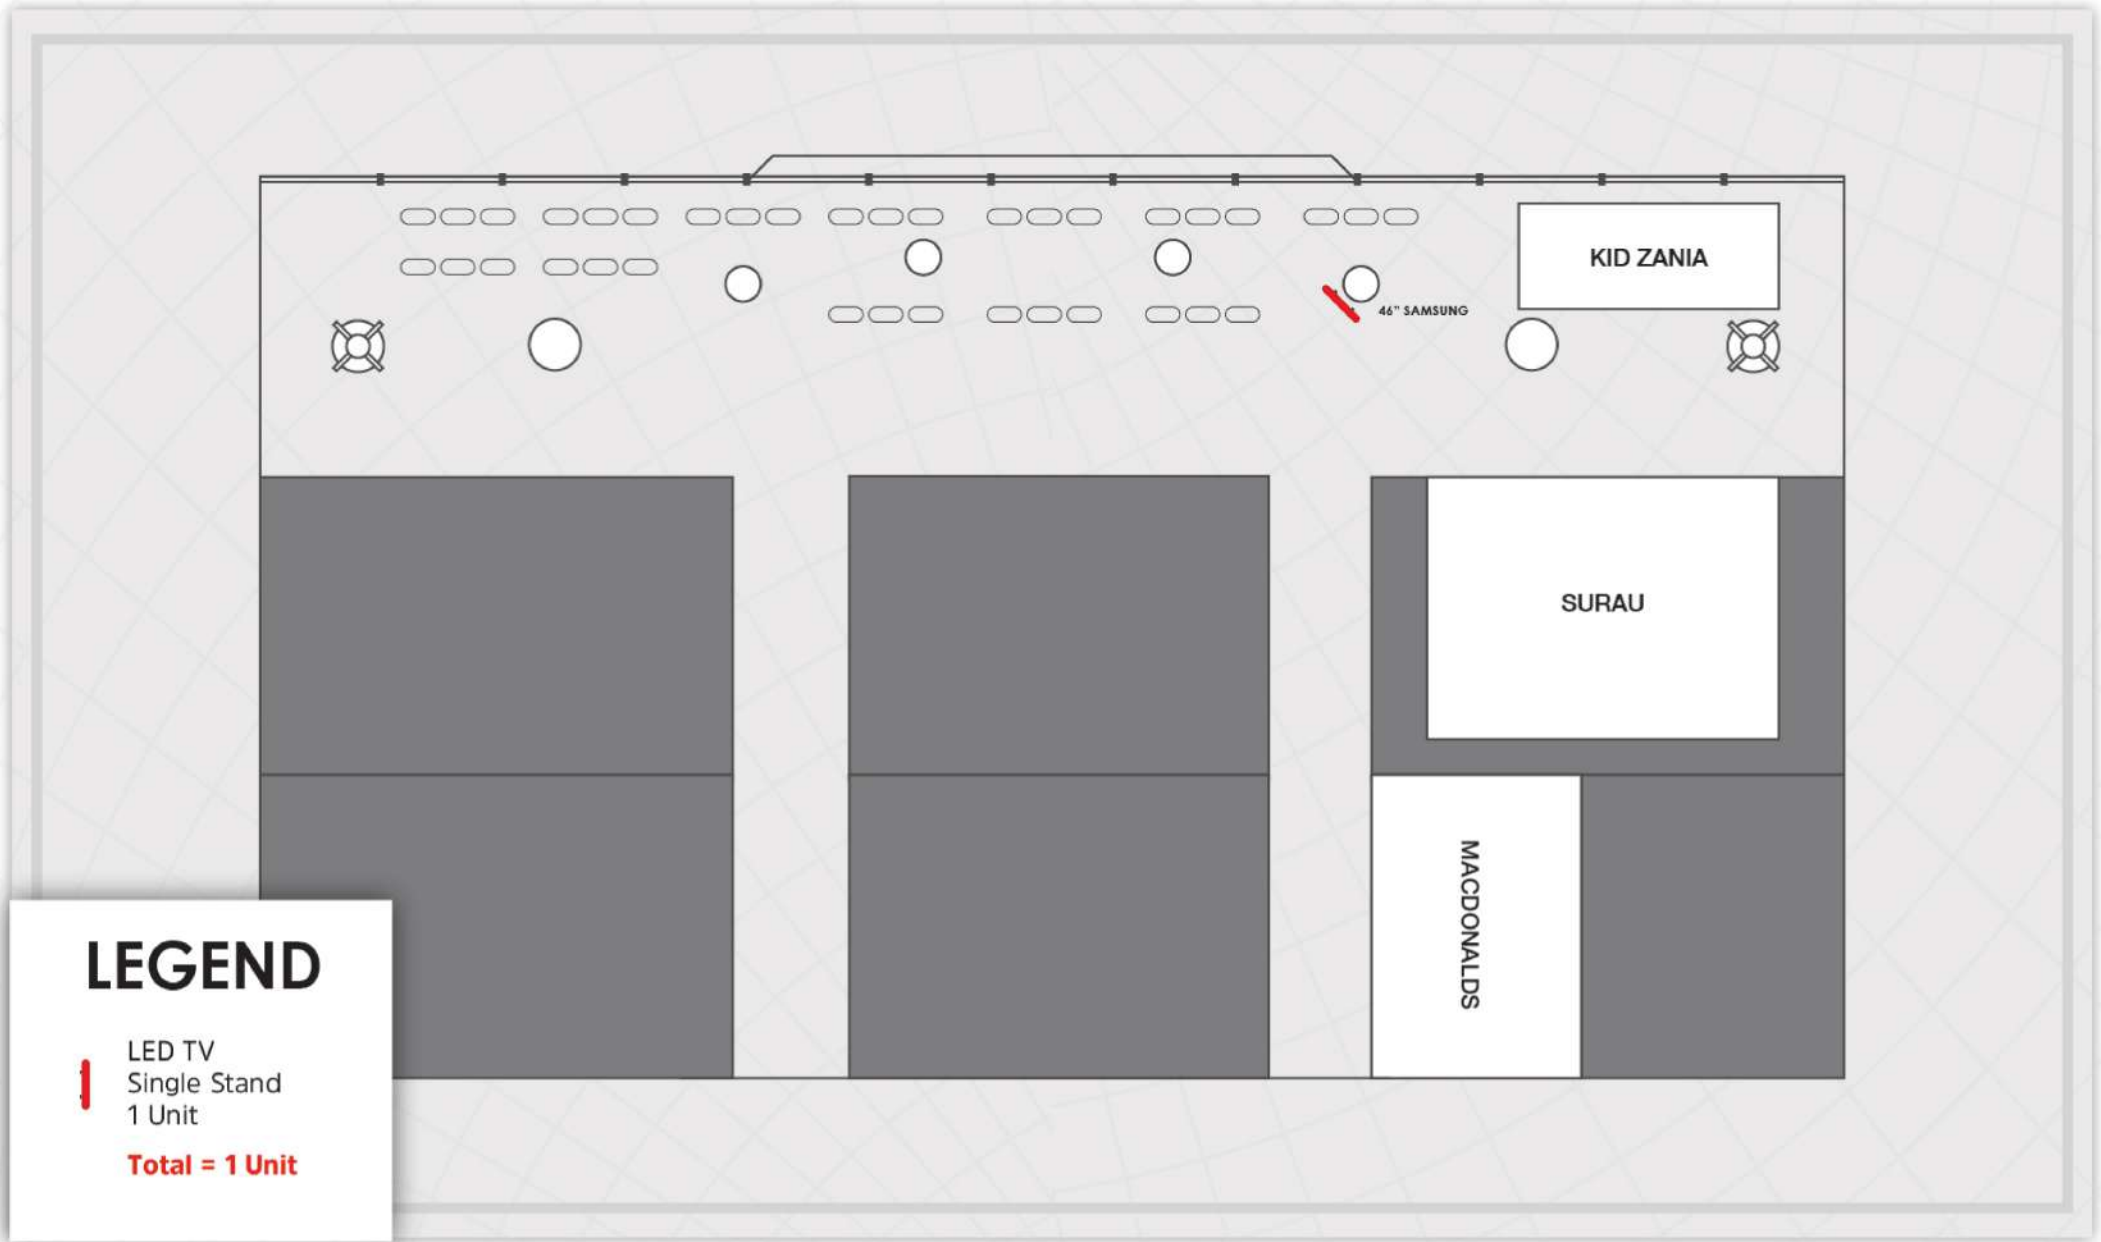 KID ZANIA
46" SAMSUNG
SURAU
MACDONALDS
LEGEND
LED TV
Single Stand
1 Unit
Total = 1 Unit